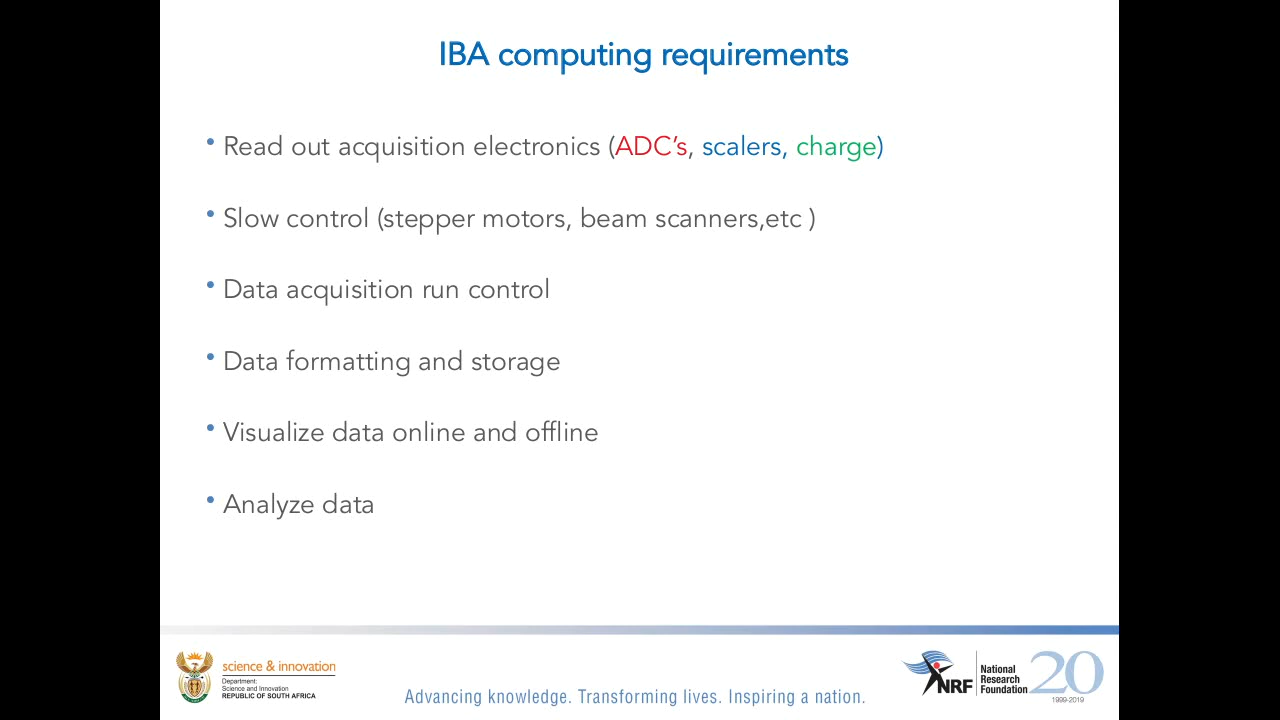 IBA computing requirements
• Read out acquisition electronics (ADC’s, scalers, charge)
• Slow control (stepper motors, beam scanners,etc )
• Data acquisition run control
• Data formatting and storage
• Visualize data online and offline
• Analyze data
science & innovation
Department:
Science and Innovation
REPUBLIC OF SOUTH AFRICA
Advancing knowledge. Transforming lives. Inspiring a nation.
NRF
National
Research
Foundation
20
1999-2019